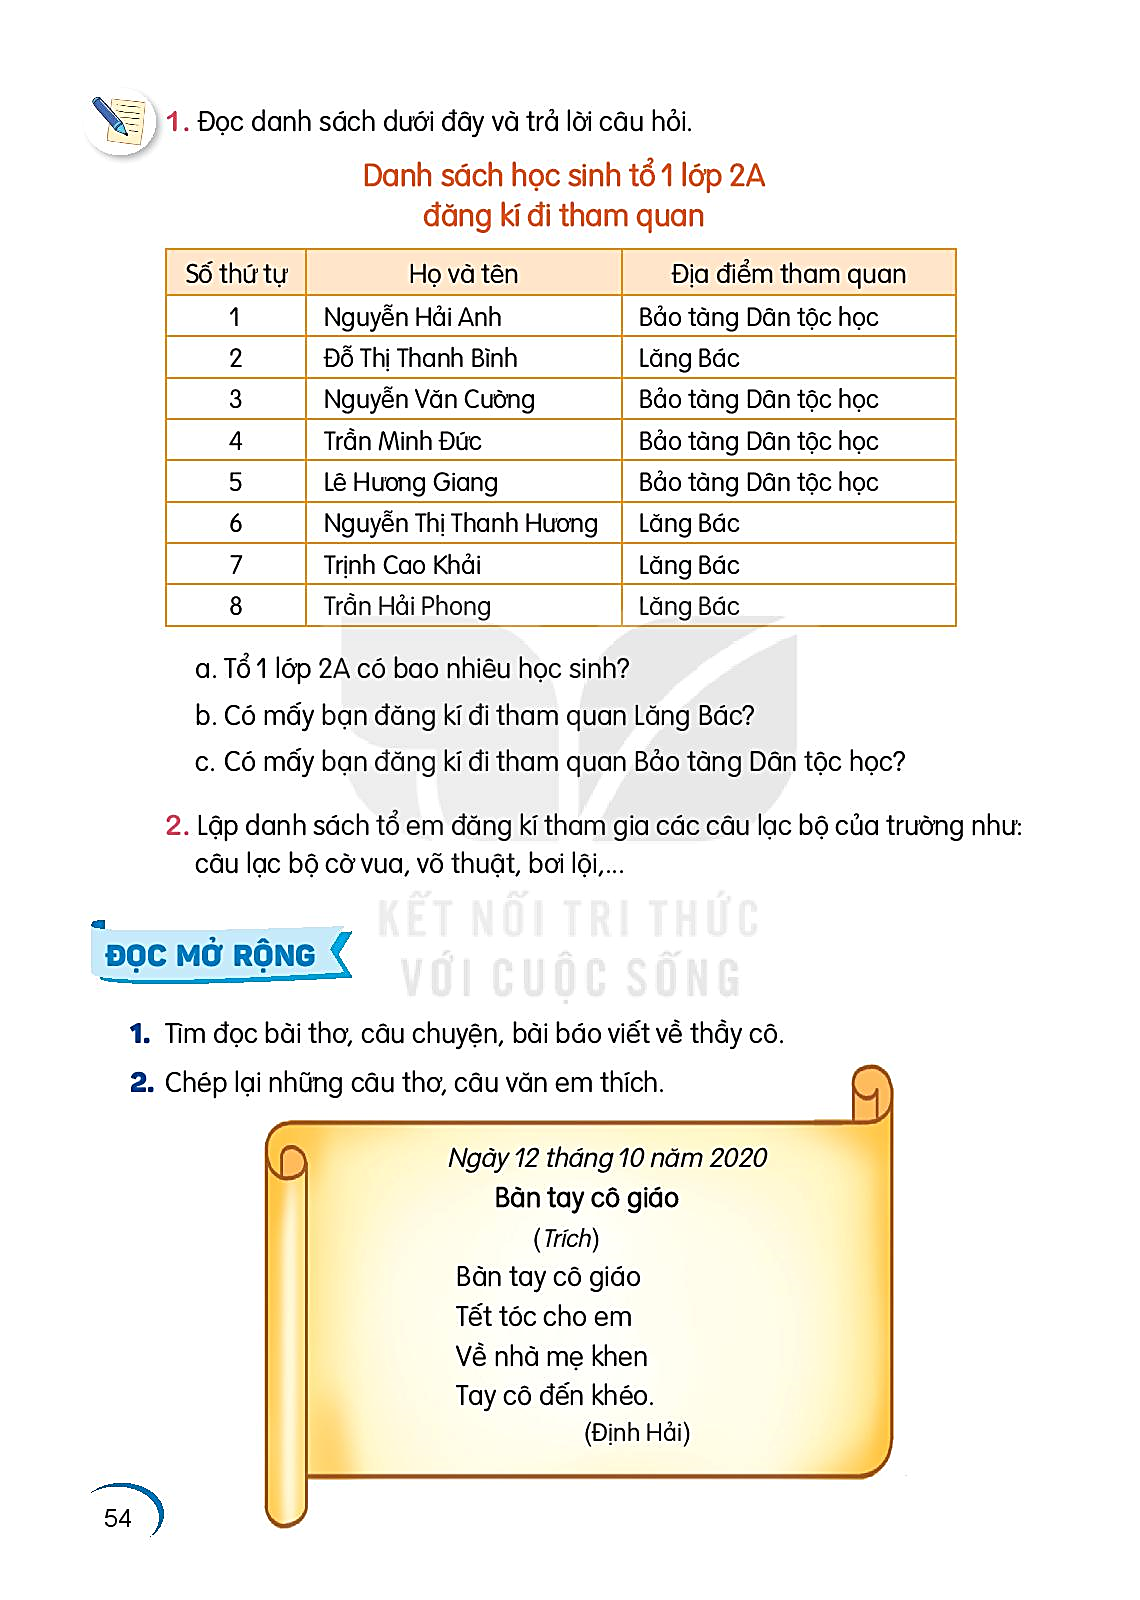 1. Đọc danh sách dưới đây và trả lời câu hỏi.
Danh sách học sinh tổ 1 lớp 2A
đăng kí đi tham quan
Số thứ tự Họ và tên Địa điểm tham quan
1 Nguyễn Hải Anh Bảo tàng Dân tộc học
2 Đỗ Thị Thanh Bình Lăng Bác
3 Nguyễn Văn Cường Bảo tàng Dân tộc học
4 Trần Minh Đức Bảo tàng Dân tộc học
5 Lê Hương Giang Bảo tàng Dân tộc học
6 Nguyễn Thị Thanh Hương Lăng Bác
7 Trịnh Cao Khải Lăng Bác
8 Trần Hải Phong Lăng Bác
a. Tổ 1 lớp 2A có bao nhiêu học sinh?
b. Có mấy bạn đăng kí đi tham quan Lăng Bác?
c. Có mấy bạn đăng kí đi tham quan Bảo tàng Dân tộc học?
2. Lập danh sách tổ em đăng kí tham gia các câu lạc bộ của trường như:
câu lạc bộ cờ vua, võ thuật, bơi lội,...
KẾT NỐI TRI THỨC
VỚI CUỘC SỐNG
ĐỌC MỞ RỘNG
1. Tìm đọc bài thơ, câu chuyện, bài báo viết về thầy cô.
2. Chép lại những câu thơ, câu văn em thích.
Ngày 12 tháng 10 năm 2020
Bàn tay cô giáo
(Trích)
Bàn tay cô giáo
Tết tóc cho em
Về nhà mẹ khen
Tay cô đến khéo.
(Định Hải)
54